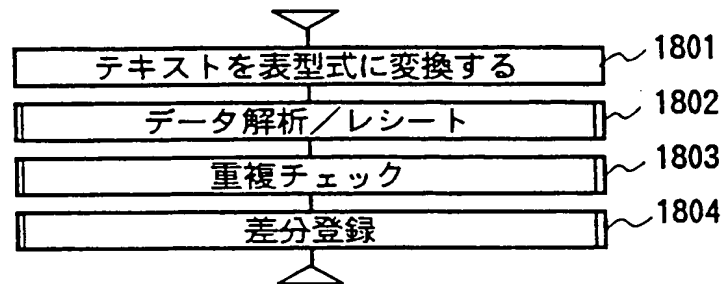 テキストを表型式に変換する 1801
データ解析／レシート 1802
重複チェック 1803
差分登録 1804